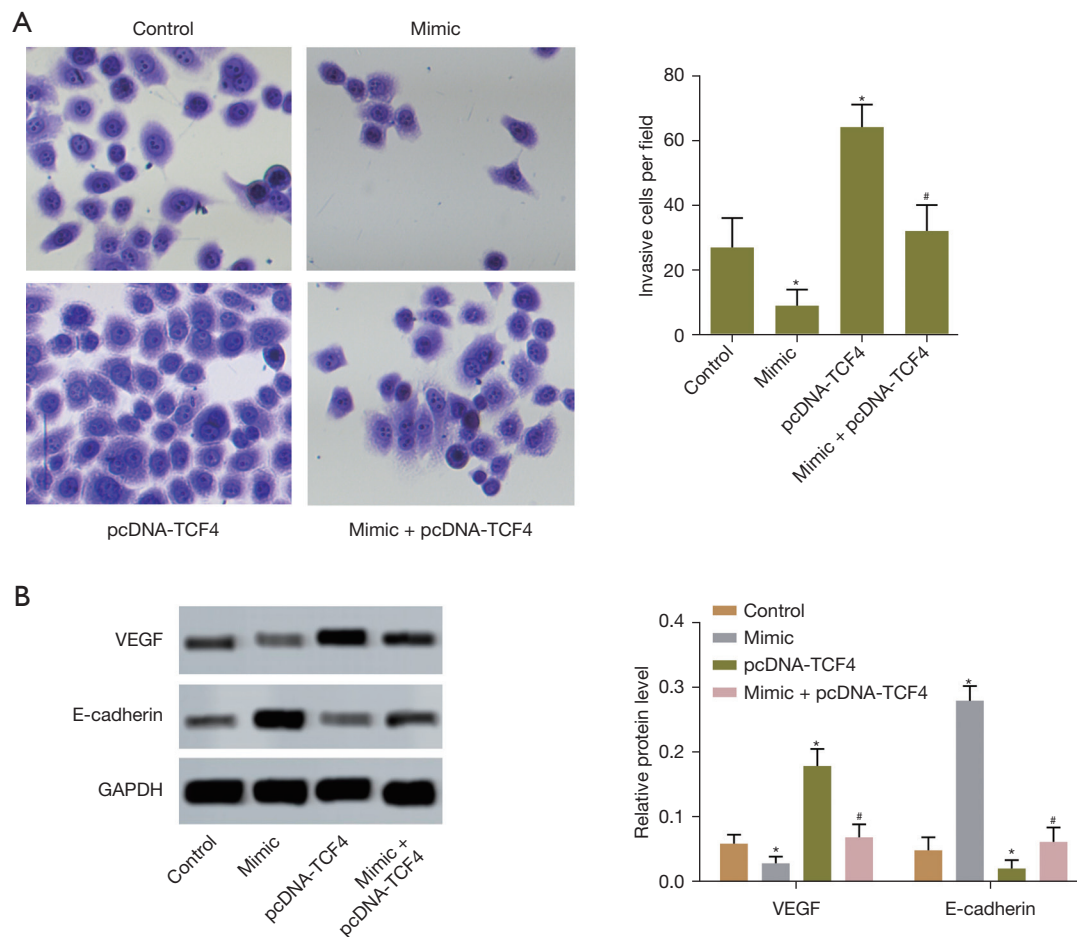 A
Control
Mimic
pcDNA-TCF4
Mimic + pcDNA-TCF4
Invasive cells per field
80
60
40
20
0
*
*
#
Control
Mimic
pcDNA-TCF4
Mimic + pcDNA-TCF4
B
VEGF
E-cadherin
GAPDH
Control
Mimic
pcDNA-TCF4
Mimic +
pcDNA-TCF4
Relative protein level
0.4
0.3
0.2
0.1
0.0
Control
Mimic
pcDNA-TCF4
Mimic + pcDNA-TCF4
*
*
#
*
*
#
VEGF
E-cadherin